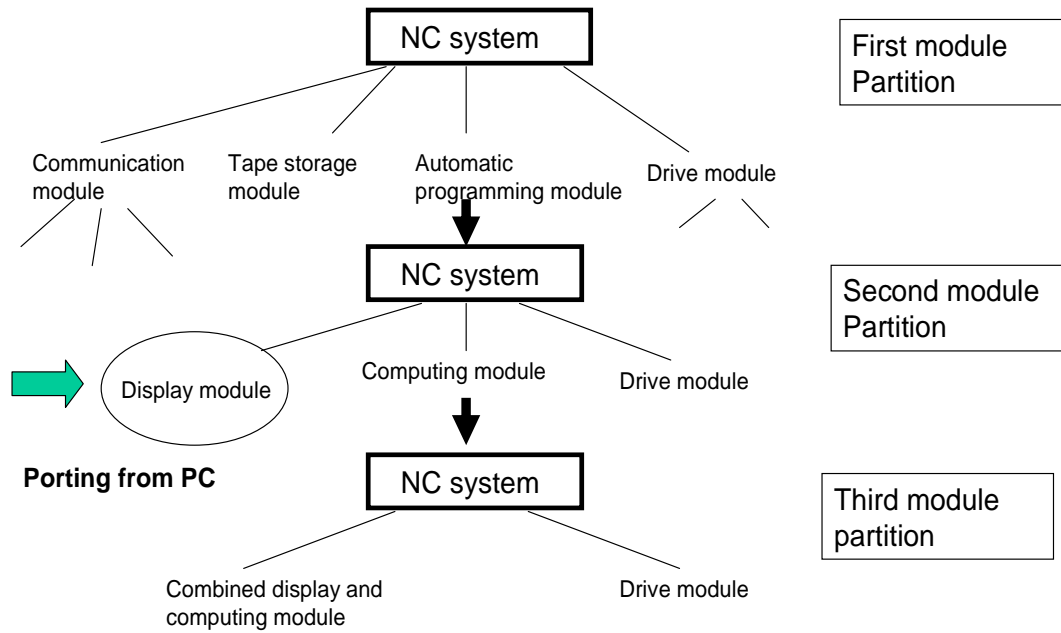 NC system
First module
Partition
Communication
module
Tape storage
module
Automatic
programming module
Drive module
NC system
Second module
Partition
Display module
Computing module
Drive module
Porting from PC
NC system
Third module
partition
Combined display and
computing module
Drive module